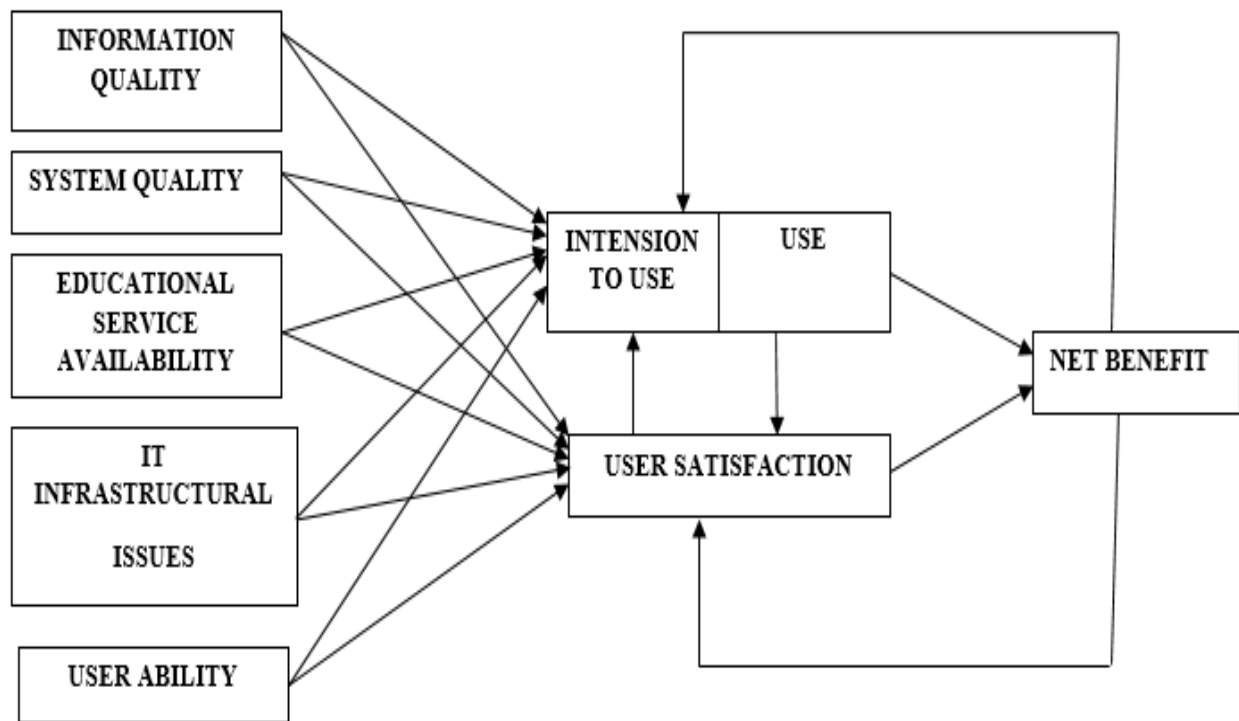 INFORMATION
QUALITY
SYSTEM QUALITY
EDUCATIONAL
SERVICE
AVAILABILITY
IT
INFRASTRUCTURAL
ISSUES
USER ABILITY
INTENSION
TO USE
USE
USER SATISFACTION
NET BENEFIT